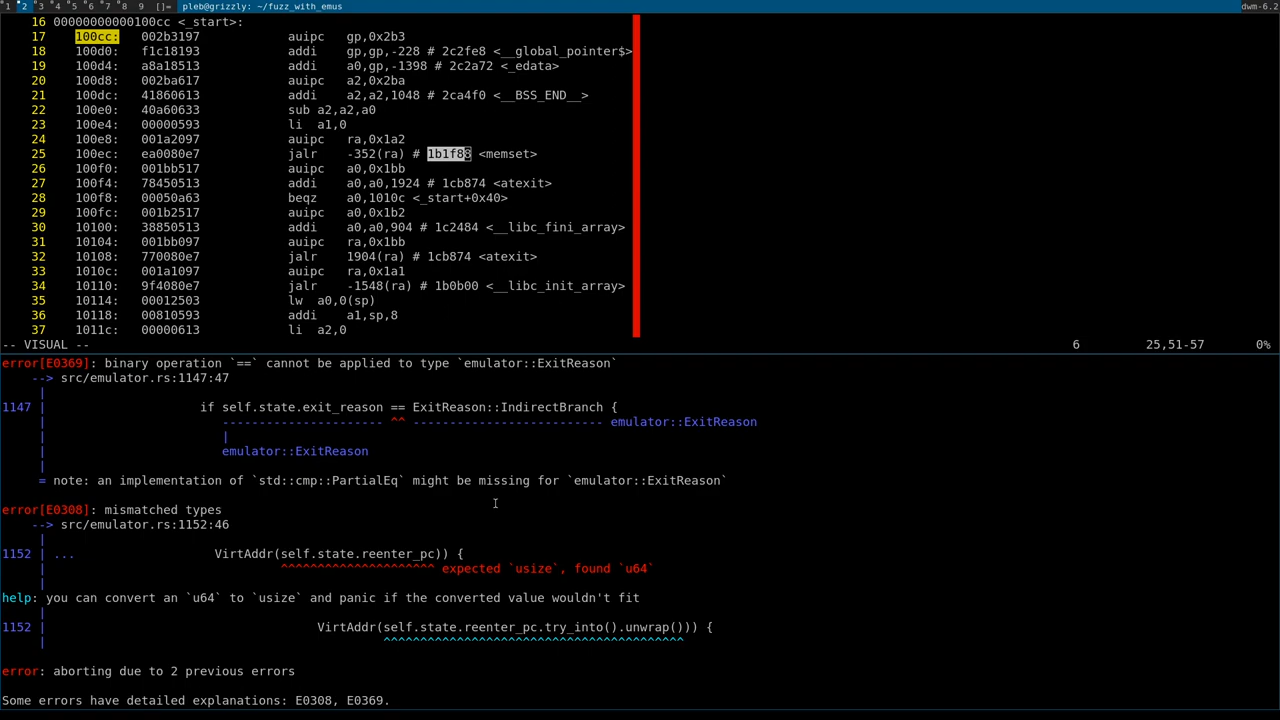 1 2 3 4 5 6 7 8 9 []= pleb@grizzly: ~/fuzz_with_emus dwm-6.2
16 00000000000100cc <_start>:
17 100cc: 002b3197 auipc gp,0x2b3
18 100d0: f1c18193 addi gp,gp,-228 # 2c2fe8 <__global_pointer$>
19 100d4: a8a18513 addi a0,gp,-1398 # 2c2a72 <_edata>
20 100d8: 002ba617 auipc a2,0x2ba
21 100dc: 41860613 addi a2,a2,1048 # 2ca4f0 <__BSS_END__>
22 100e0: 40a60633 sub a2,a2,a0
23 100e4: 00000593 li a1,0
24 100e8: 001a2097 auipc ra,0x1a2
25 100ec: ea0080e7 jalr -352(ra) # 1b1f88 <memset>
26 100f0: 001bb517 auipc a0,0x1bb
27 100f4: 78450513 addi a0,a0,1924 # 1cb874 <atexit>
28 100f8: 00050a63 beqz a0,1010c <_start+0x40>
29 100fc: 001b2517 auipc a0,0x1b2
30 10100: 38850513 addi a0,a0,904 # 1c2484 <__libc_fini_array>
31 10104: 001bb097 auipc ra,0x1bb
32 10108: 770080e7 jalr 1904(ra) # 1cb874 <atexit>
33 1010c: 001a1097 auipc ra,0x1a1
34 10110: 9f4080e7 jalr -1548(ra) # 1b0b00 <__libc_init_array>
35 10114: 00012503 lw a0,0(sp)
36 10118: 00810593 addi a1,sp,8
37 1011c: 00000613 li a2,0
-- VISUAL -- 6 25,51-57 0%
error[E0369]: binary operation `==` cannot be applied to type `emulator::ExitReason`
--> src/emulator.rs:1147:47
|
1147 | if self.state.exit_reason == ExitReason::IndirectBranch {
| ---------------------- ^^ -------------------------- emulator::ExitReason
| |
| emulator::ExitReason
|
= note: an implementation of `std::cmp::PartialEq` might be missing for `emulator::ExitReason`
error[E0308]: mismatched types
--> src/emulator.rs:1152:46
|
1152 | ... VirtAddr(self.state.reenter_pc)) {
| ^^^^^^^^^^^^^^^^^^^^^ expected `usize`, found `u64`
|
help: you can convert an `u64` to `usize` and panic if the converted value wouldn't fit
|
1152 | VirtAddr(self.state.reenter_pc.try_into().unwrap())) {
| ^^^^^^^^^^^^^^^^^^^^^^^^^^^^^^^^^^^^^^^^^
error: aborting due to 2 previous errors
Some errors have detailed explanations: E0308, E0369.